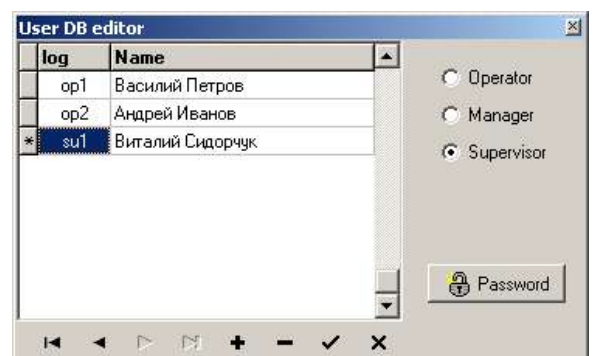 User DB editor
log Name
op1 Василий Петров
op2 Андрей Иванов
su1 Виталий Сидорчук
Operator
Manager
Supervisor
Password